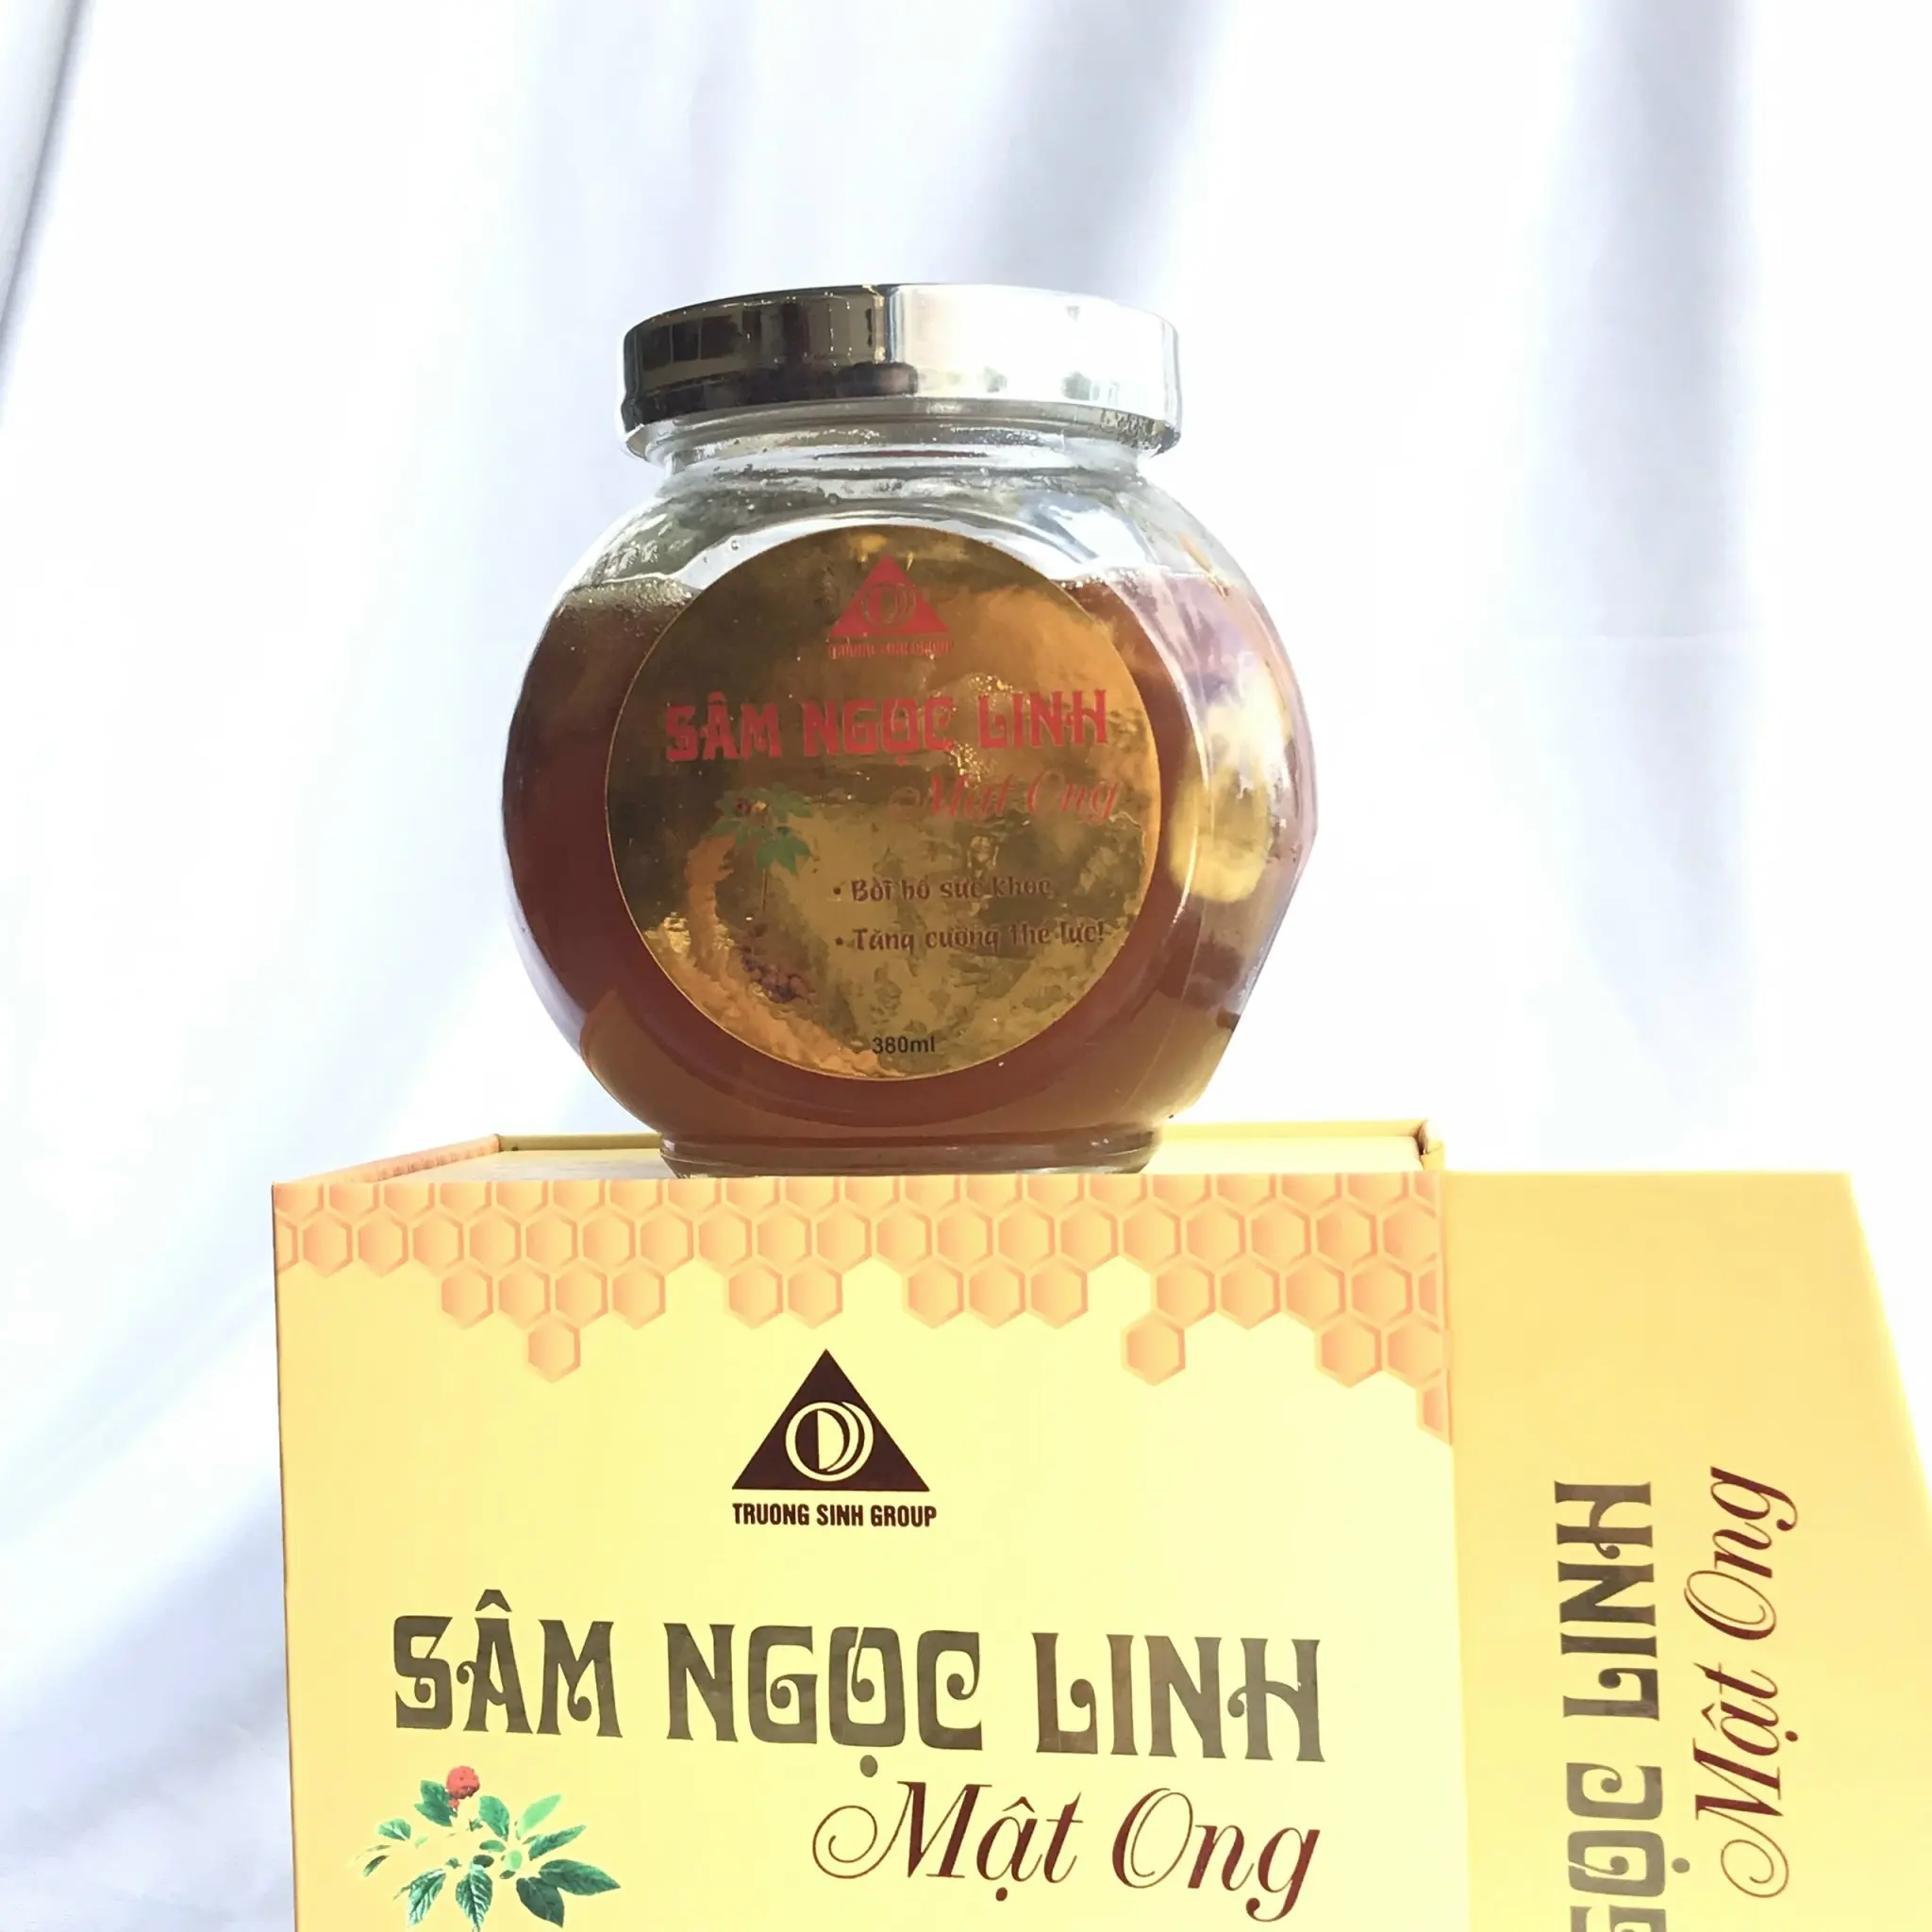 TRUONG SINH GROUP
SÂM NGỌC LINH
Mật Ong
• Bồi bổ sức khỏe
• Tăng cường thể lực!
380ml
TRUONG SINH GROUP
SÂM NGỌC LINH
Mật Ong
GỌC LINH
Mật Ong